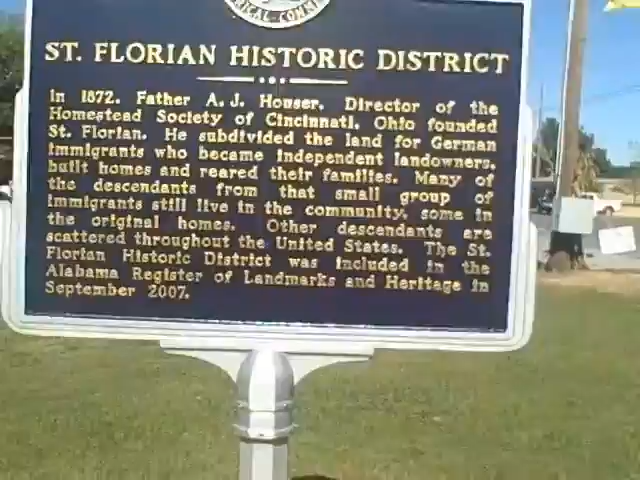 RICAL COMM
ST. FLORIAN HISTORIC DISTRICT
In 1872, Father A. J. Houser, Director of the
Homestead Society of Cincinnati, Ohio founded
St. Florian. He subdivided the land for German
immigrants who became independent landowners,
built homes and reared their families. Many of
the descendants from that small group of
immigrants still live in the community, some in
the original homes. Other descendants are
scattered throughout the United States. The St.
Florian Historic District was included in the
Alabama Register of Landmarks and Heritage in
September 2007.